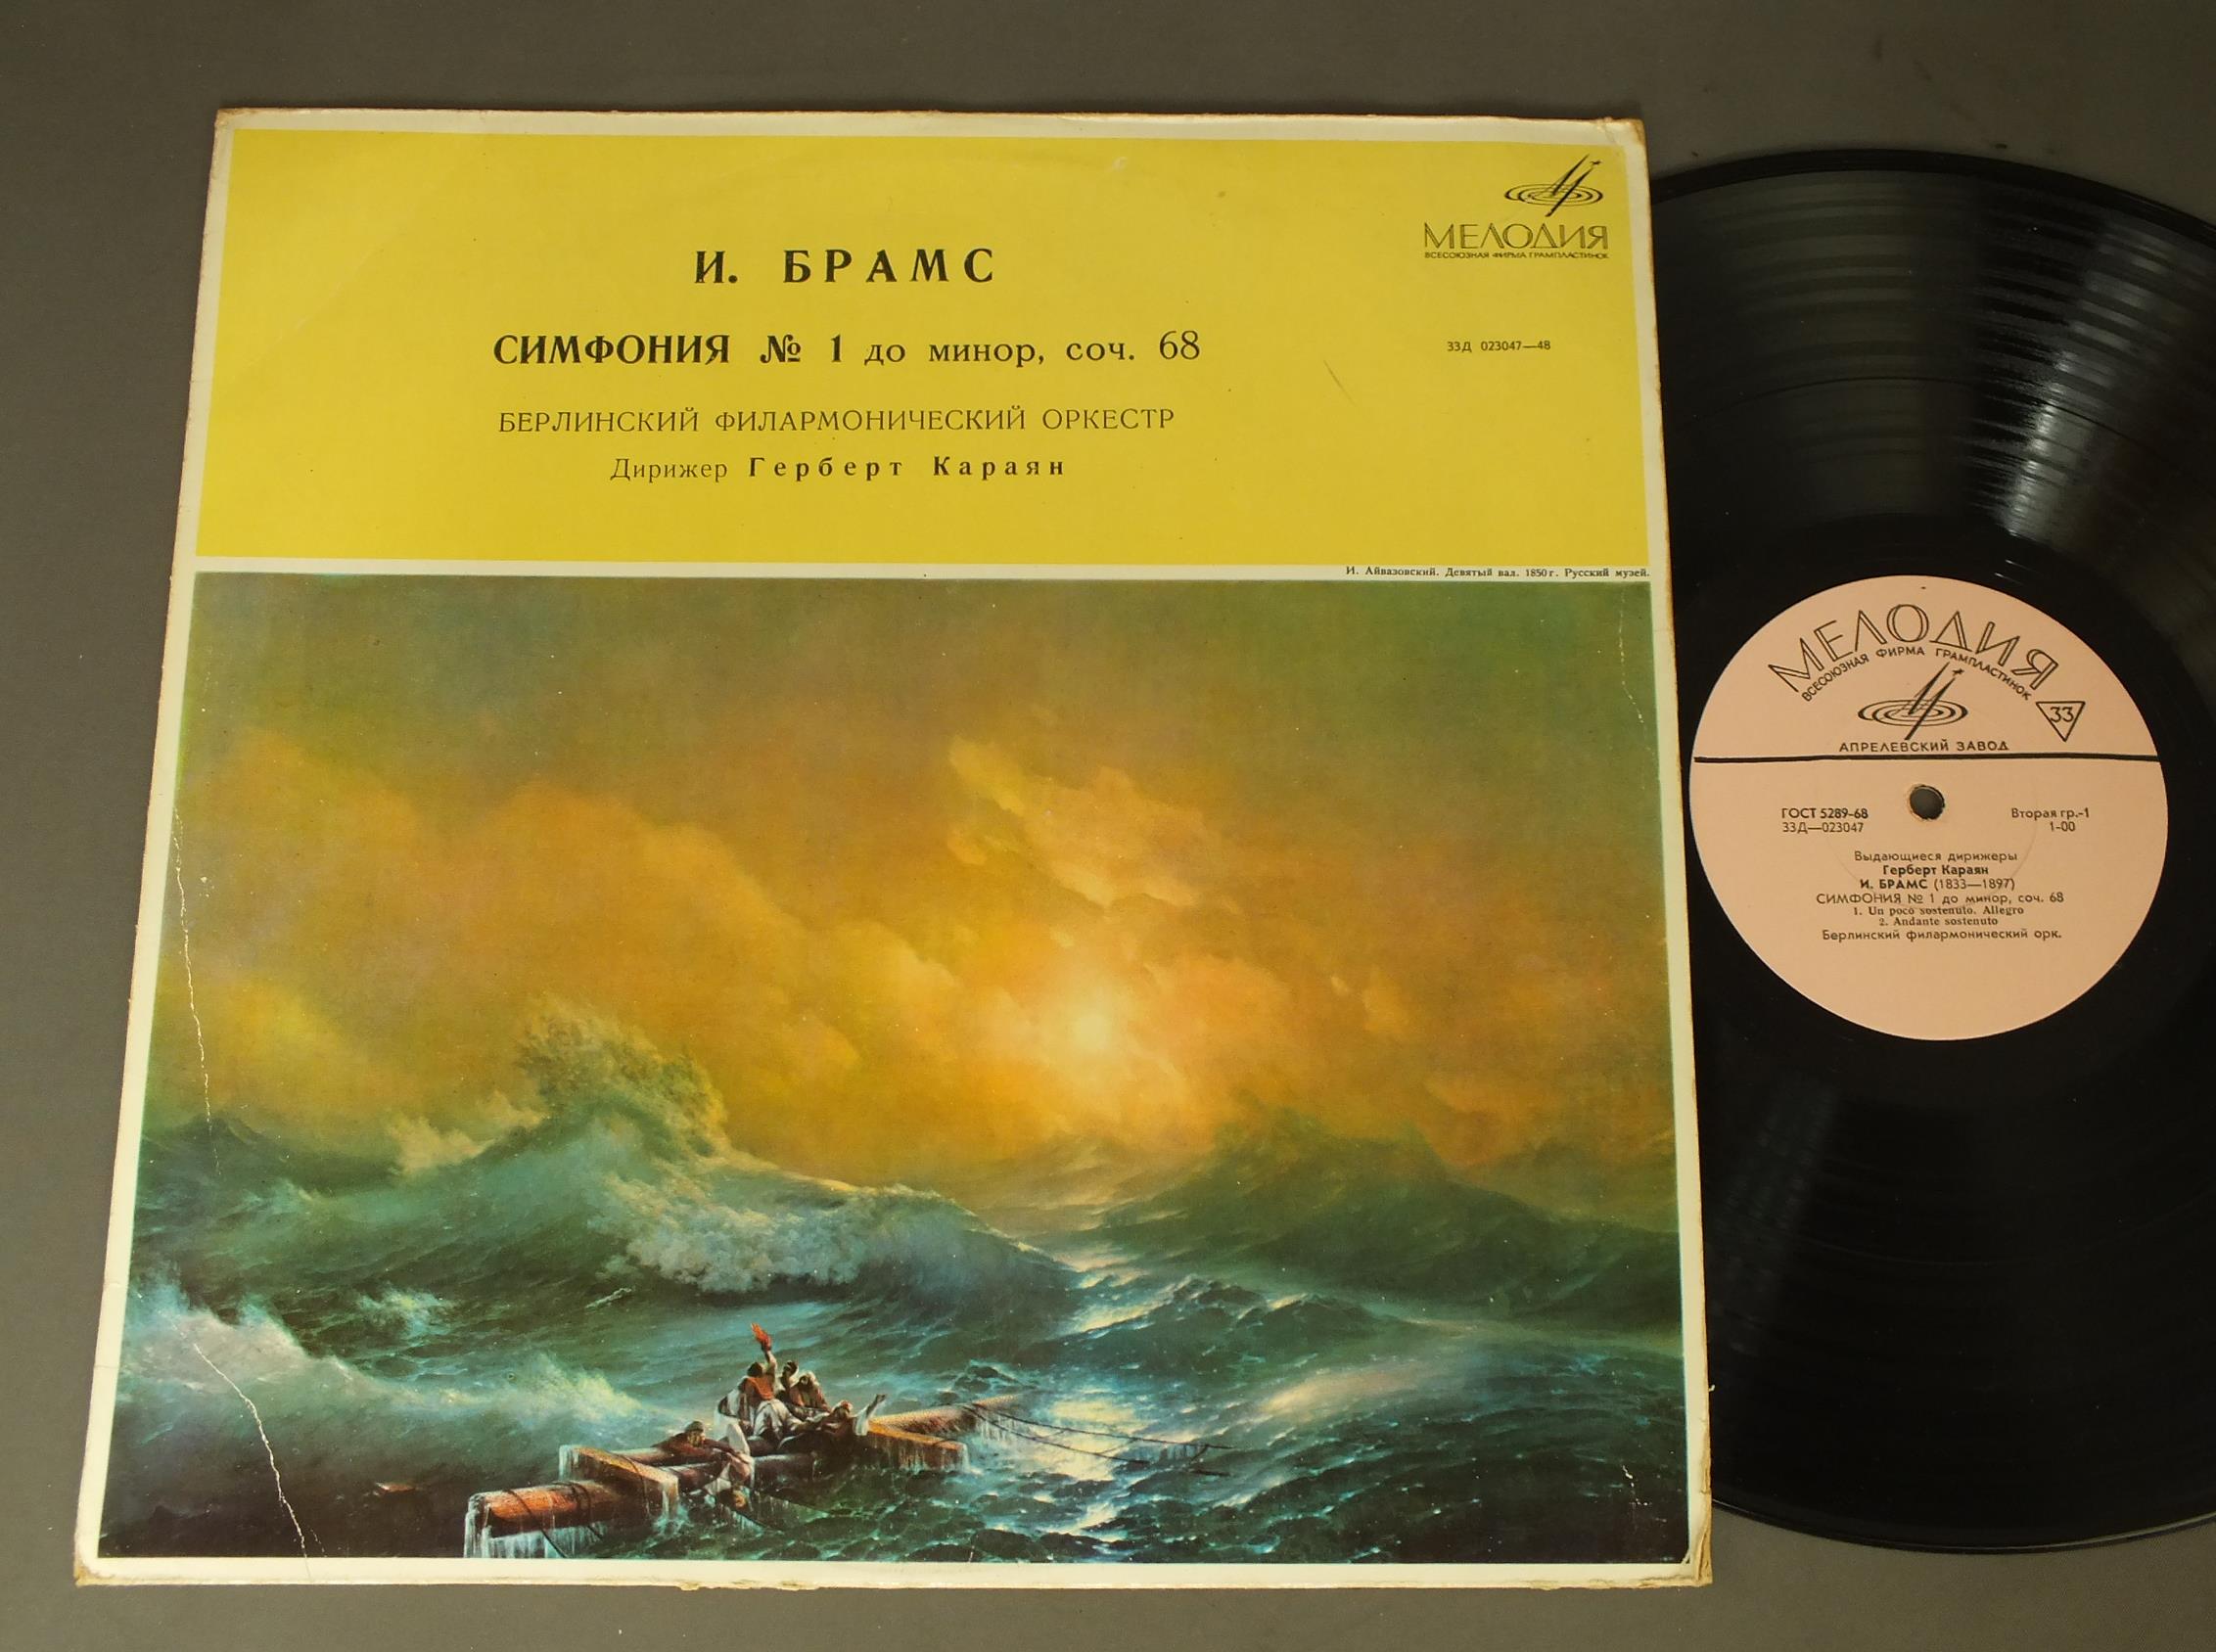 МЕЛОДИЯ
ВСЕСОЮЗНАЯ ФИРМА ГРАМПЛАСТИНОК
И. БРАМС
СИМФОНИЯ № 1 до минор, соч. 68
33Д 023047—48
БЕРЛИНСКИЙ ФИЛАРМОНИЧЕСКИЙ ОРКЕСТР
Дирижер Герберт Караян
И. Айвазовский. Девятый вал. 1850 г. Русский музей.
МЕЛОДИЯ
ВСЕСОЮЗНАЯ ФИРМА ГРАМПЛАСТИНОК
33
АПРЕЛЕВСКИЙ ЗАВОД
ГОСТ 5289-68 Вторая гр.-1
33Д—023047 1-00
Выдающиеся дирижеры
Герберт Караян
И. БРАМС (1833—1897)
СИМФОНИЯ № 1 до минор, соч. 68
1. Un poco sostenuto. Allegro
2. Andante sostenuto
Берлинский филармонический орк.